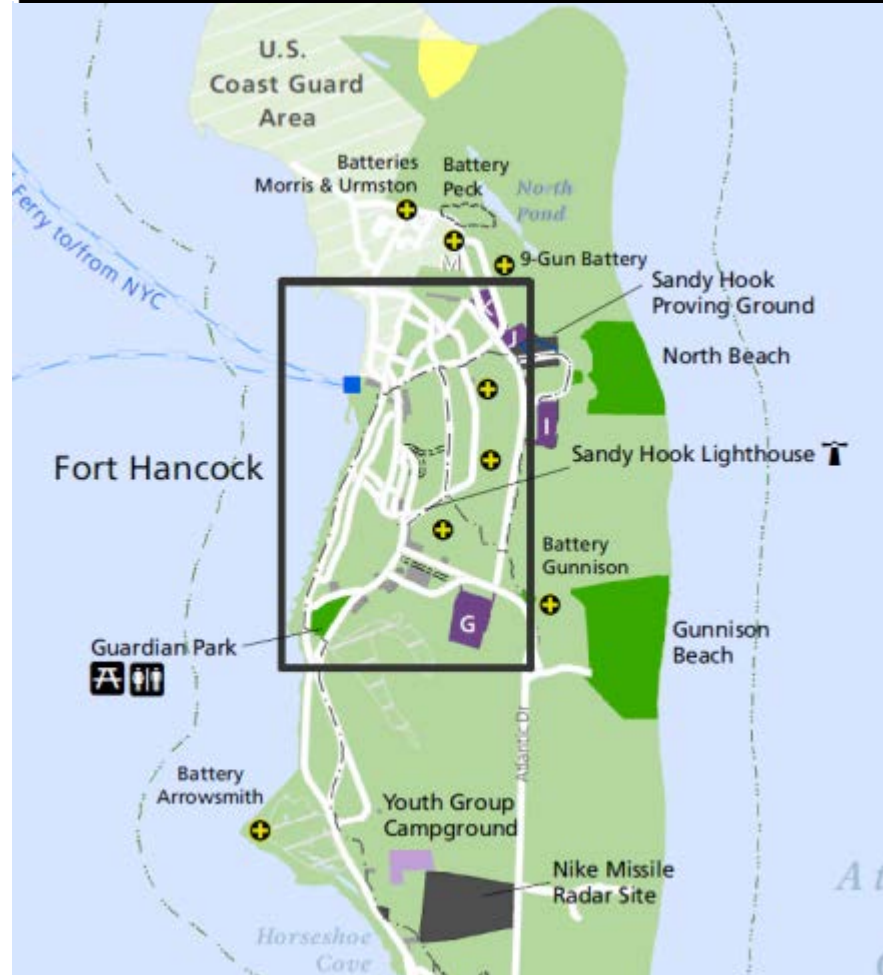 U.S.
Coast Guard
Area
Batteries
Morris & Urmston
Battery
Peck
North
Pond
Ferry to/from NYC
M
9-Gun Battery
Sandy Hook
Proving Ground
J
North Beach
I
Fort Hancock
Sandy Hook Lighthouse
Battery
Gunnison
G
Gunnison
Beach
Guardian Park
Atlantic Dr
Battery
Arrowsmith
Youth Group
Campground
Nike Missile
Radar Site
Horseshoe
Cove